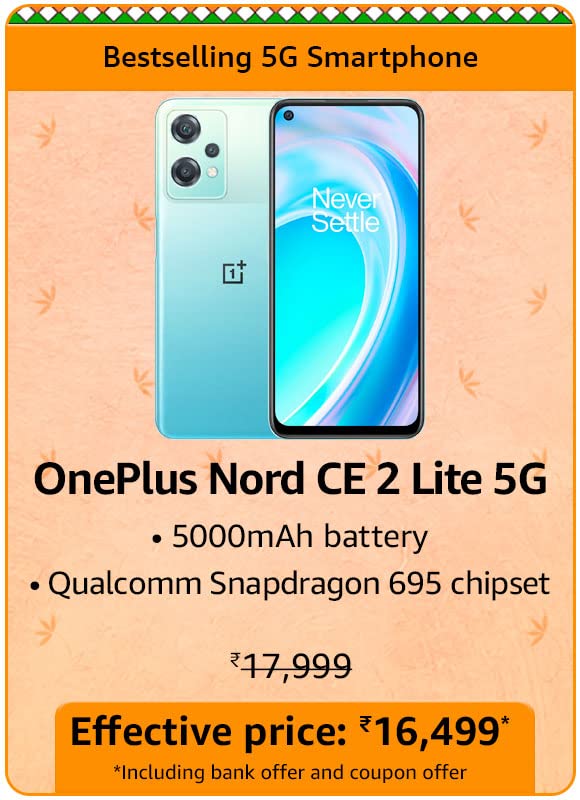 Bestselling 5G Smartphone
Never
Settle
1+
OnePlus Nord CE 2 Lite 5G
• 5000mAh battery
• Qualcomm Snapdragon 695 chipset
₹17,999
Effective price: ₹16,499*
*Including bank offer and coupon offer